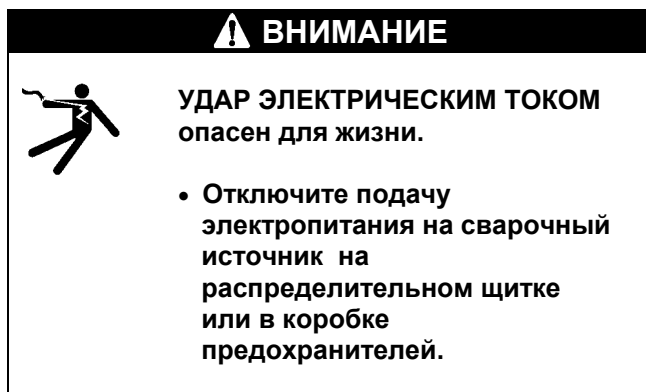 ВНИМАНИЕ
УДАР ЭЛЕКТРИЧЕСКИМ ТОКОМ
опасен для жизни.
• Отключите подачу
электропитания на сварочный
источник на
распределительном щитке
или в коробке
предохранителей.